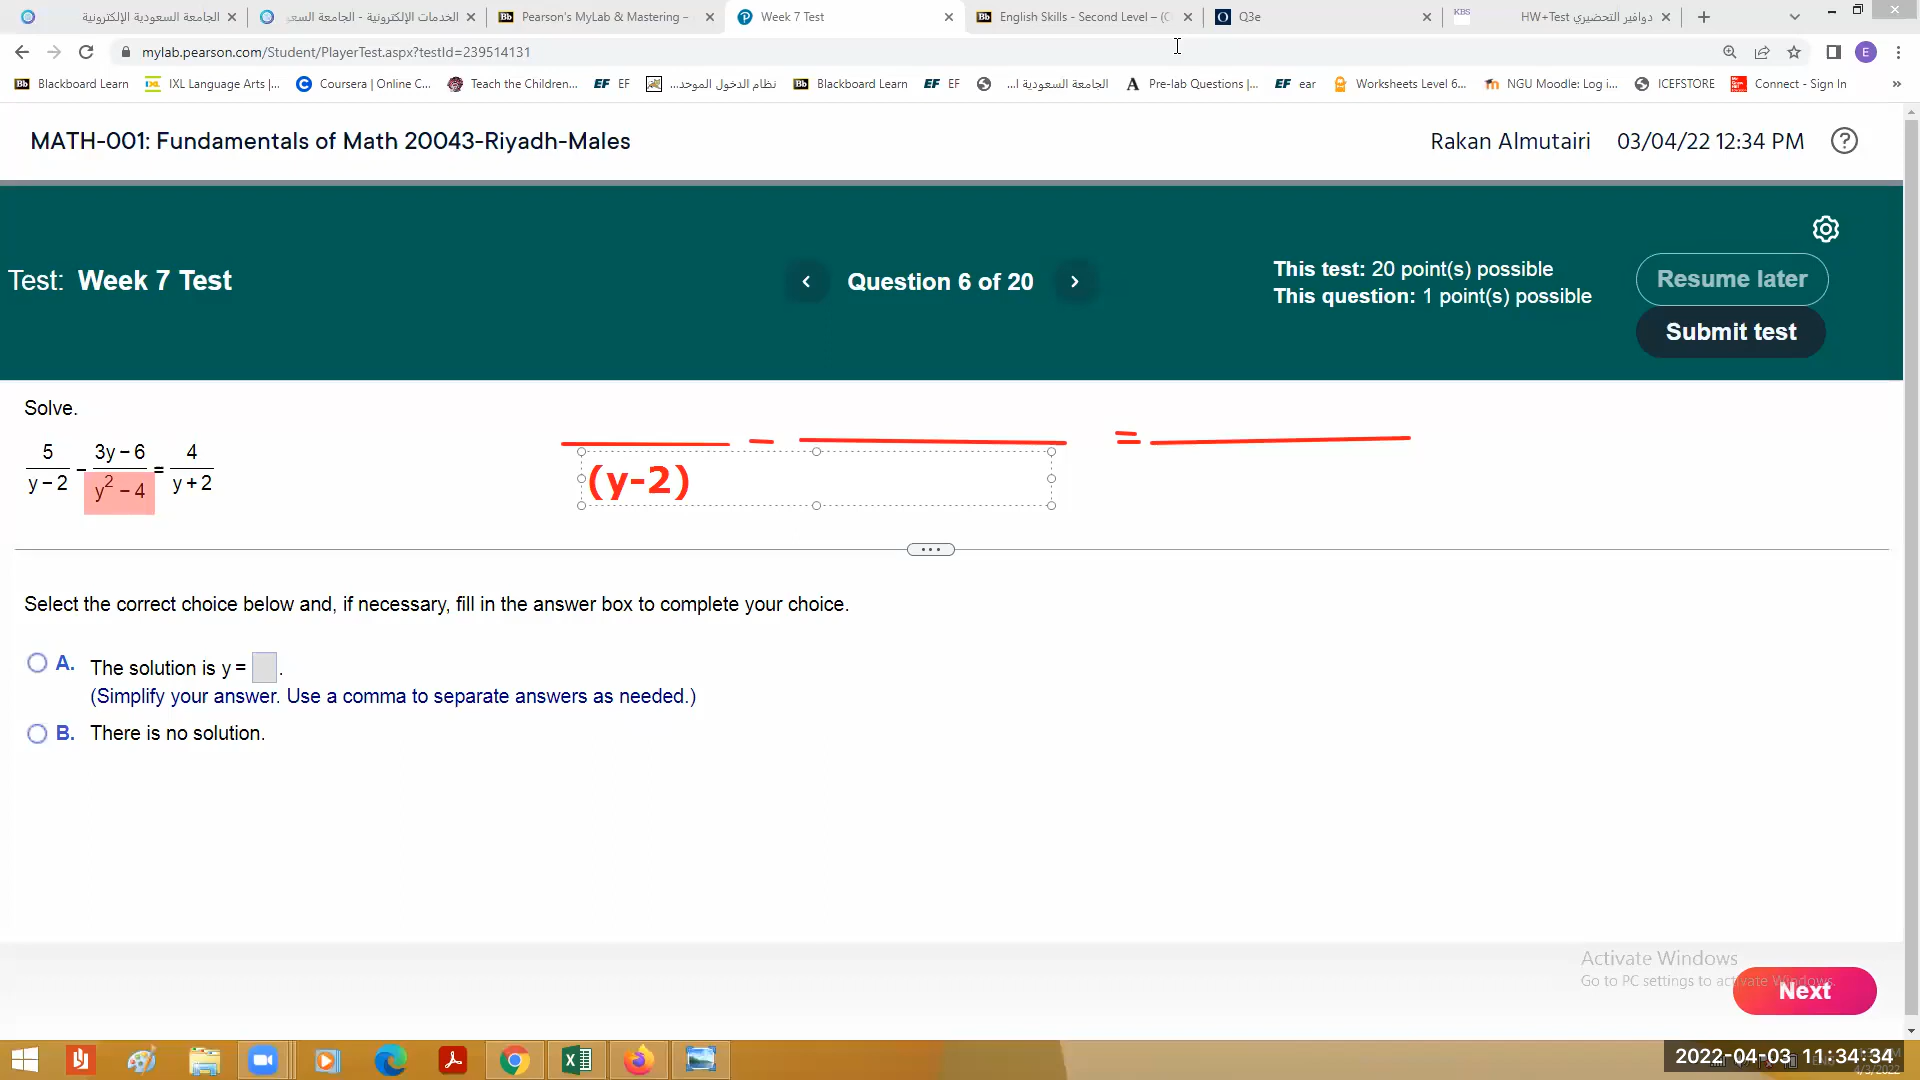 الجامعة السعودية الإلكترونية
الخدمات الإلكترونية - الجامعة السعـ
Pearson's MyLab & Mastering –
Week 7 Test
English Skills - Second Level – (C
Q3e
دوافير التحضيري HW+Test
mylab.pearson.com/Student/PlayerTest.aspx?testId=239514131
E
Blackboard Learn
IXL Language Arts |...
Coursera | Online C...
Teach the Children...
EF EF
نظام الدخول الموحد...
Blackboard Learn
EF EF
الجامعة السعودية ا...
Pre-lab Questions |...
EF ear
Worksheets Level 6...
NGU Moodle: Log i...
ICEFSTORE
Connect - Sign In
»
MATH-001: Fundamentals of Math 20043-Riyadh-Males
Rakan Almutairi 03/04/22 12:34 PM ?
Test: Week 7 Test
Question 6 of 20
This test: 20 point(s) possible
This question: 1 point(s) possible
Resume later
Submit test
Solve.
5 3y − 6 4
− =
y − 2 y² − 4 y + 2
− =
(y-2)
Select the correct choice below and, if necessary, fill in the answer box to complete your choice.
A. The solution is y = .
(Simplify your answer. Use a comma to separate answers as needed.)
B. There is no solution.
Activate Windows
Go to PC settings to activate Windows.
Next
2022-04-03 11:34:34